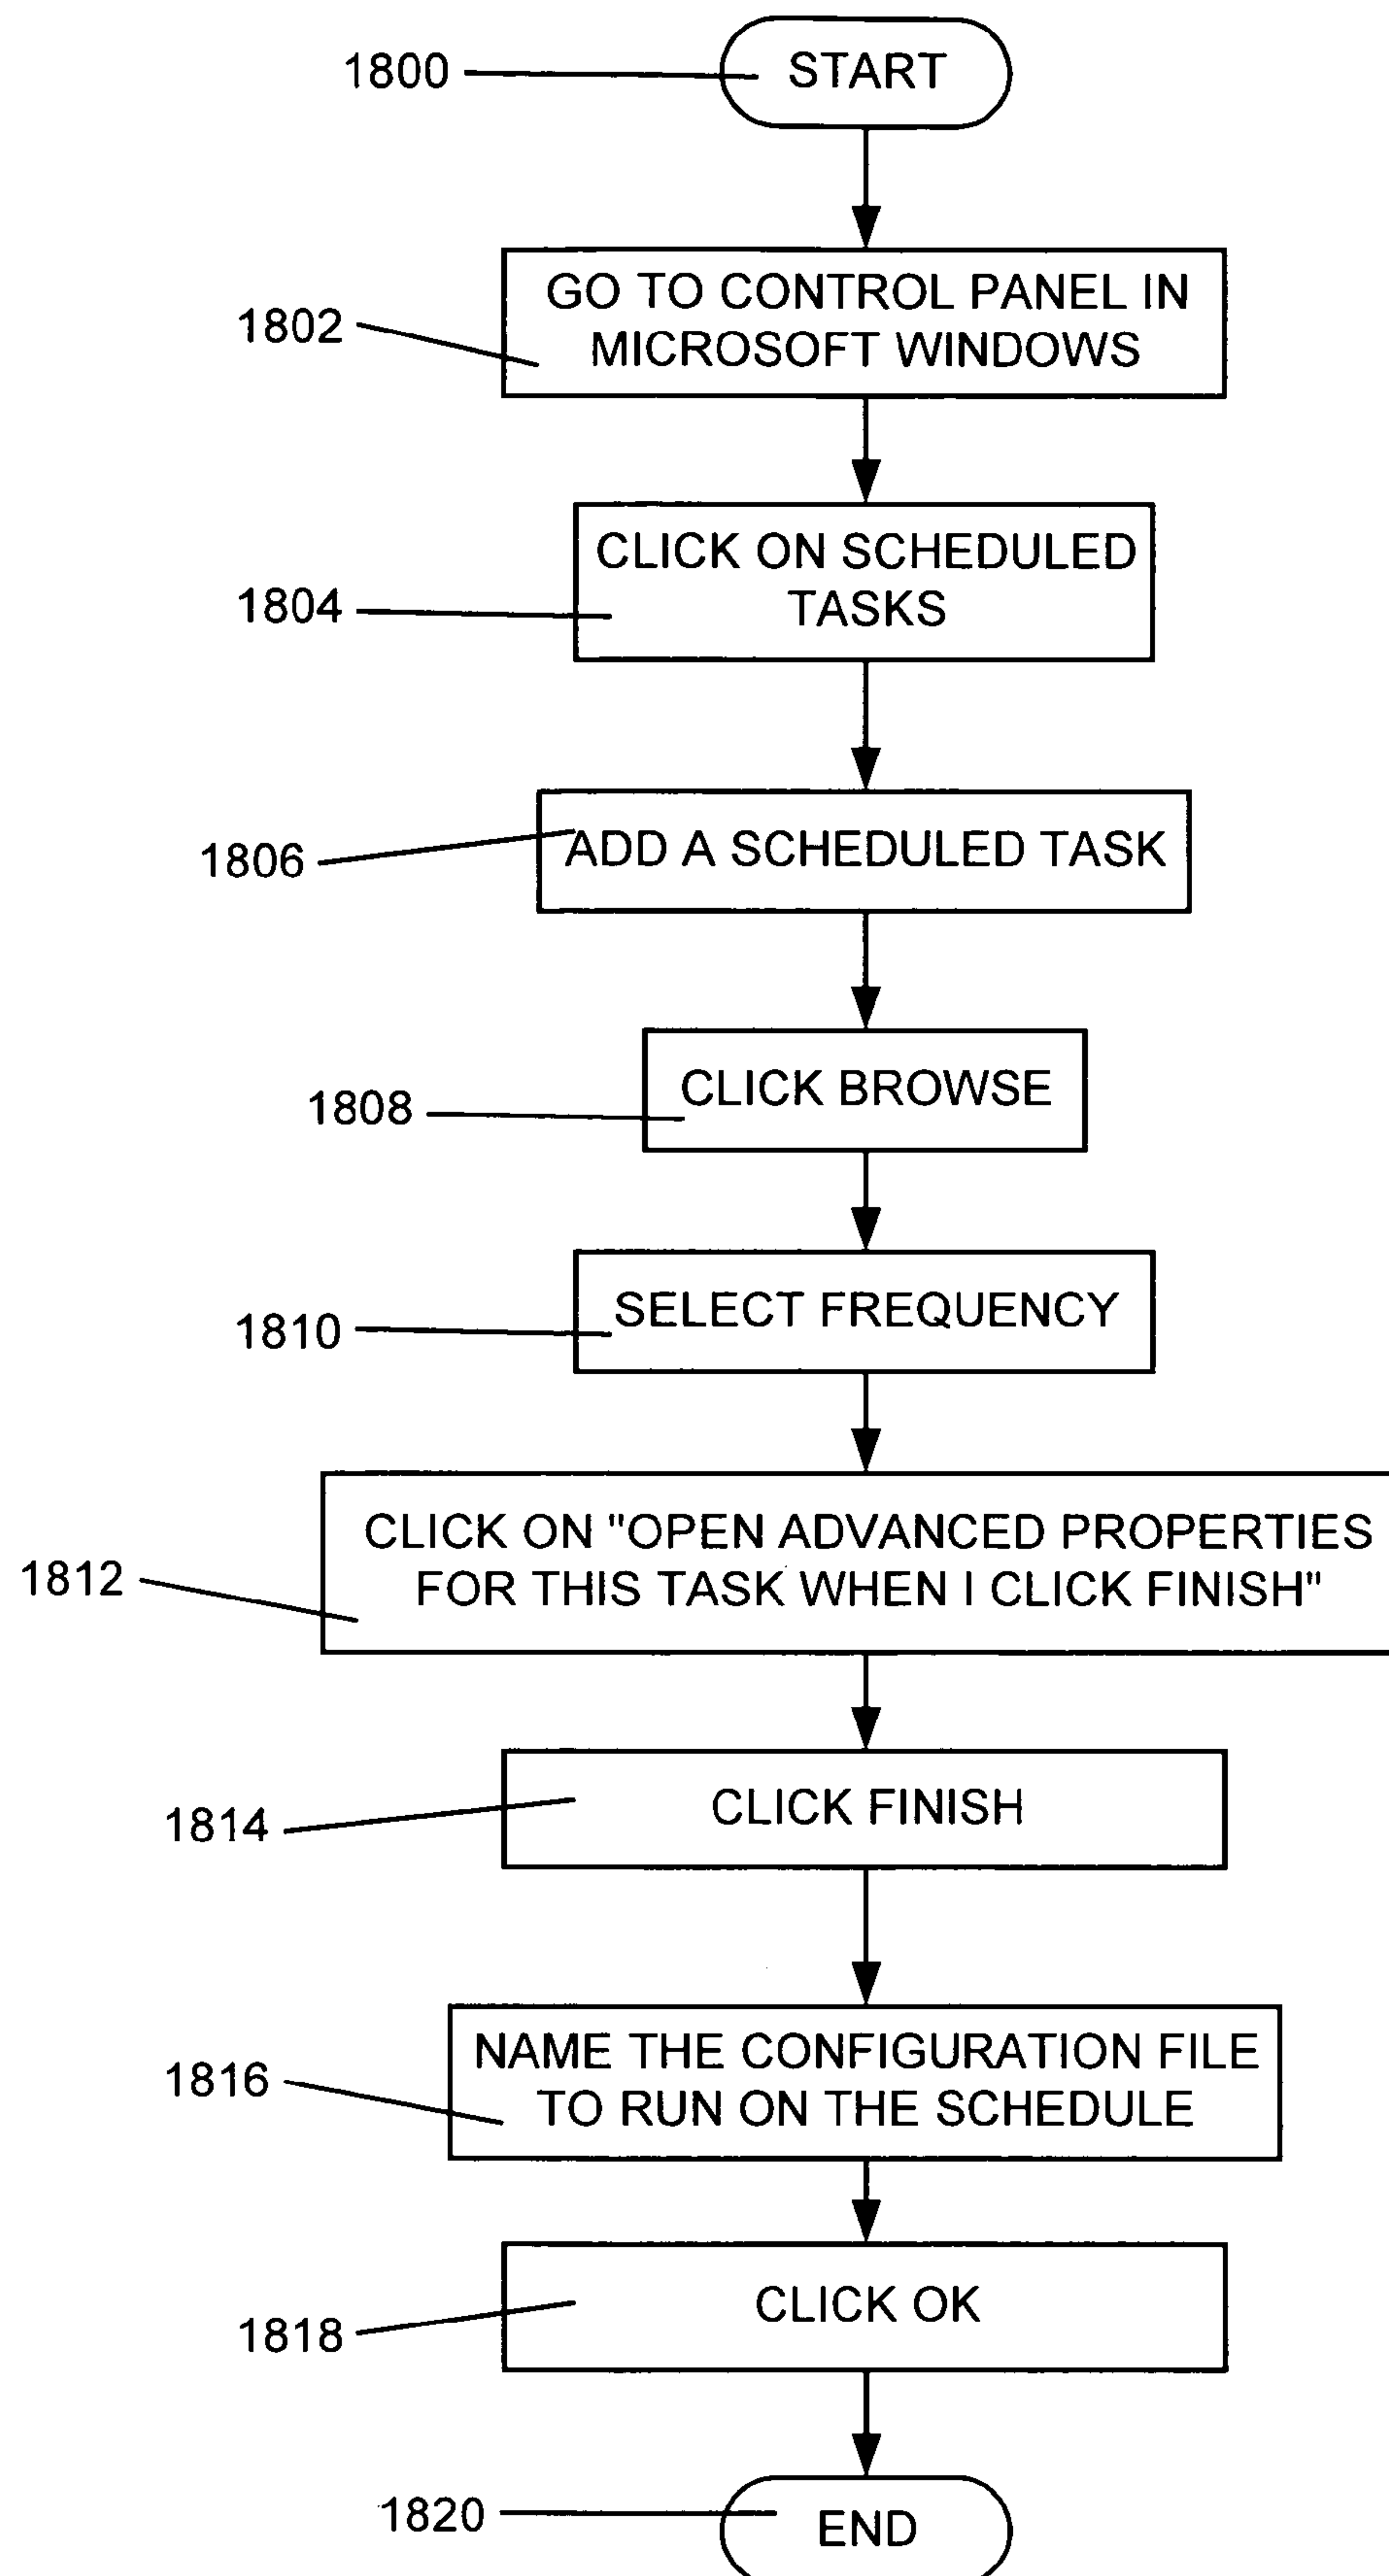 1800
START
1802
GO TO CONTROL PANEL IN
MICROSOFT WINDOWS
1804
CLICK ON SCHEDULED
TASKS
1806
ADD A SCHEDULED TASK
1808
CLICK BROWSE
1810
SELECT FREQUENCY
1812
CLICK ON "OPEN ADVANCED PROPERTIES
FOR THIS TASK WHEN I CLICK FINISH"
1814
CLICK FINISH
1816
NAME THE CONFIGURATION FILE
TO RUN ON THE SCHEDULE
1818
CLICK OK
1820
END